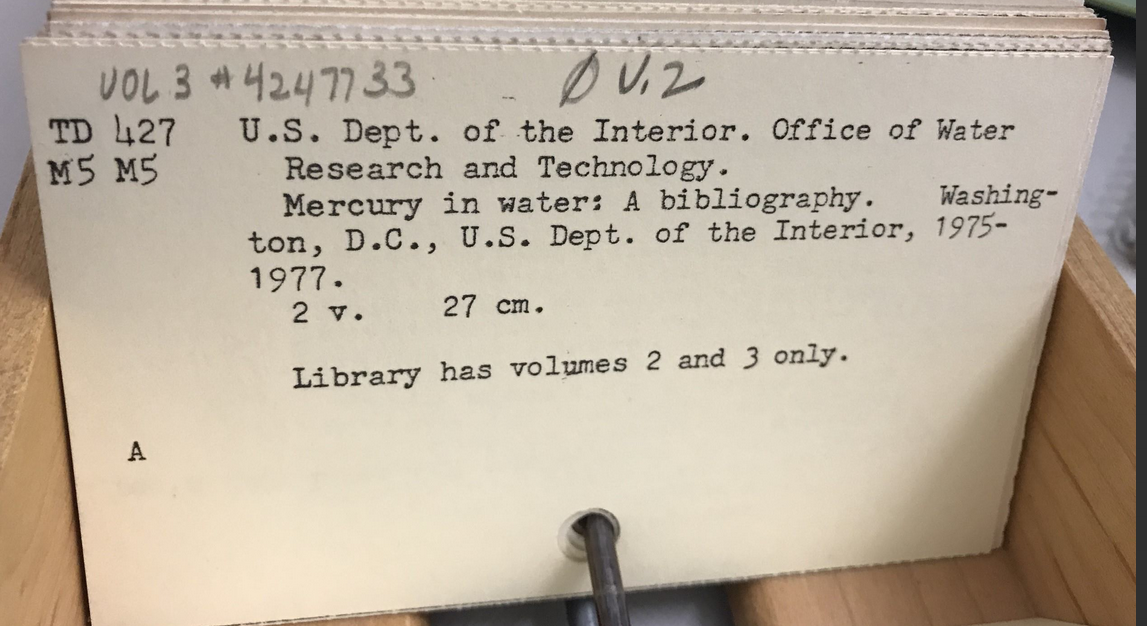 VOL 3 #4247733 Ø V.2
TD 427 U.S. Dept. of the Interior. Office of Water
M5 M5 Research and Technology.
Mercury in water: A bibliography. Washing-
ton, D.C., U.S. Dept. of the Interior, 1975-
1977.
2 v. 27 cm.
Library has volumes 2 and 3 only.
A